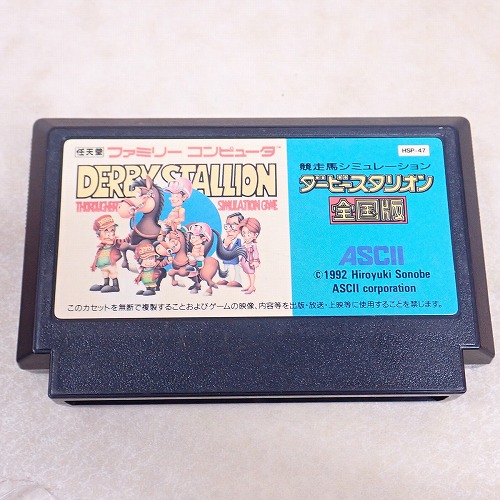 任天堂 ファミリー コンピュータ™
DERBY STALLION
THOROUGHBRED SIMULATION GAME
HSP-47
競走馬シミュレーション
ダービースタリオン
全国版
ASCII
© 1992 Hiroyuki Sonobe
ASCII corporation
このカセットを無断で複製することおよびゲームの映像、内容等を出版・放送・上映等に使用することを禁じます。